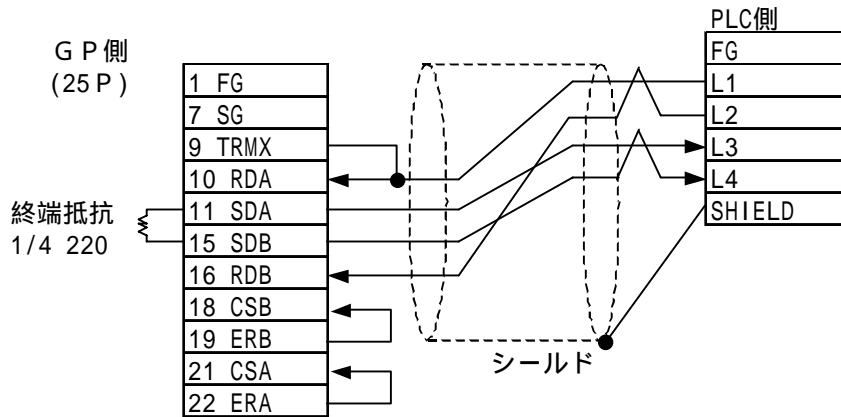 ＧＰ側
(25Ｐ)
1 FG
7 SG
9 TRMX
10 RDA
11 SDA
15 SDB
16 RDB
18 CSB
19 ERB
21 CSA
22 ERA
終端抵抗
1/4 220
シールド
PLC側
FG
L1
L2
L3
L4
SHIELD